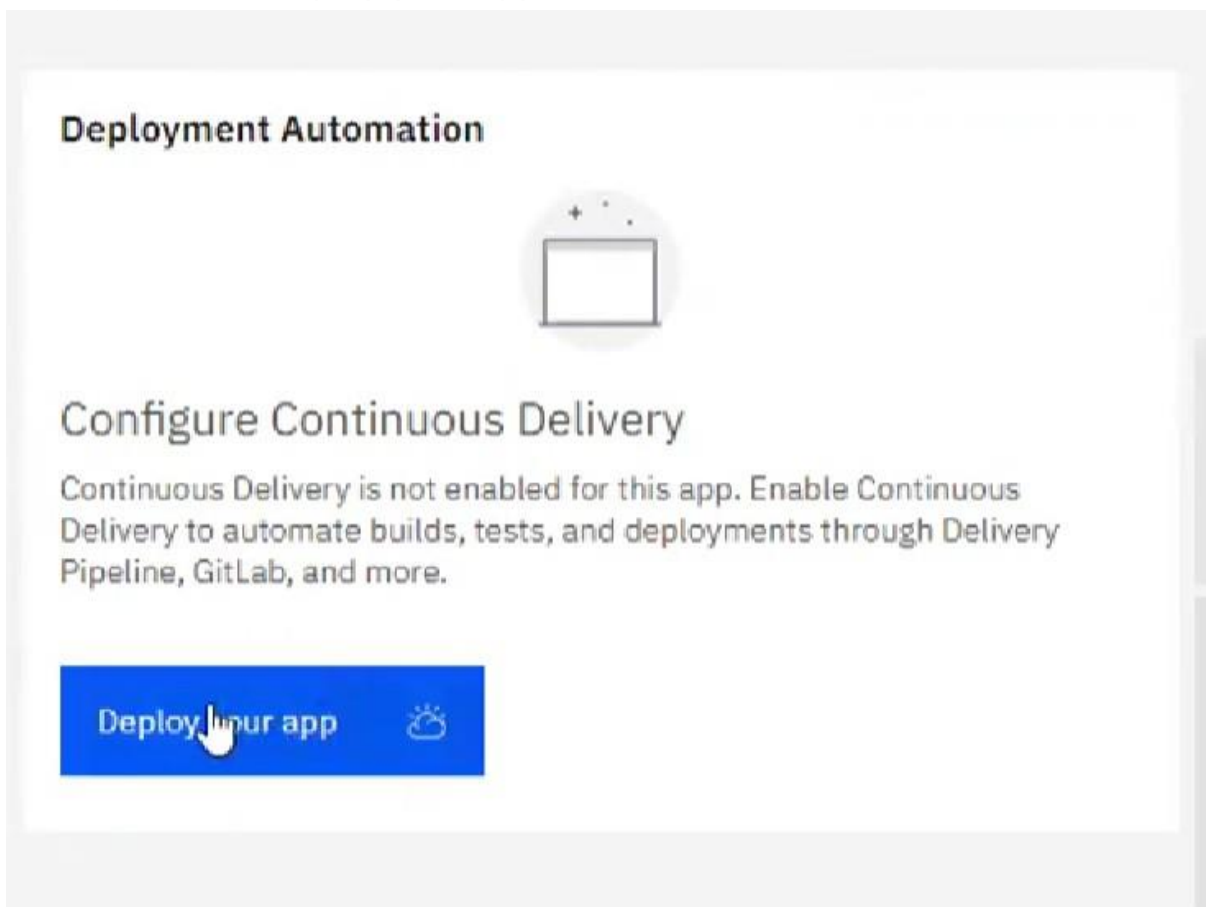 Deployment Automation
Configure Continuous Delivery
Continuous Delivery is not enabled for this app. Enable Continuous
Delivery to automate builds, tests, and deployments through Delivery
Pipeline, GitLab, and more.
Deploy your app